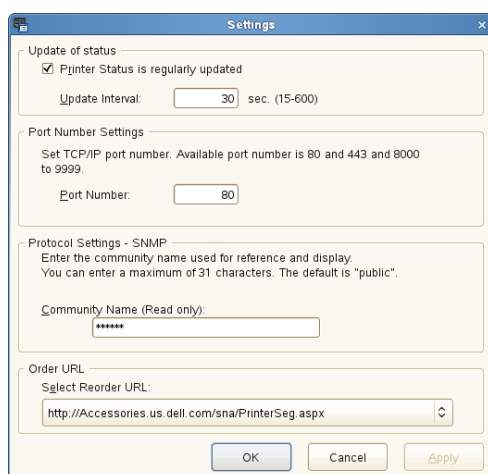 Settings
Update of status
Printer Status is regularly updated
Update Interval: 30 sec. (15-600)
Port Number Settings
Set TCP/IP port number. Available port number is 80 and 443 and 8000
to 9999.
Port Number: 80
Protocol Settings - SNMP
Enter the community name used for reference and display.
You can enter a maximum of 31 characters. The default is "public".
Community Name (Read only):
******
Order URL
Select Reorder URL:
http://Accessories.us.dell.com/sna/PrinterSeg.aspx
OK Cancel Apply